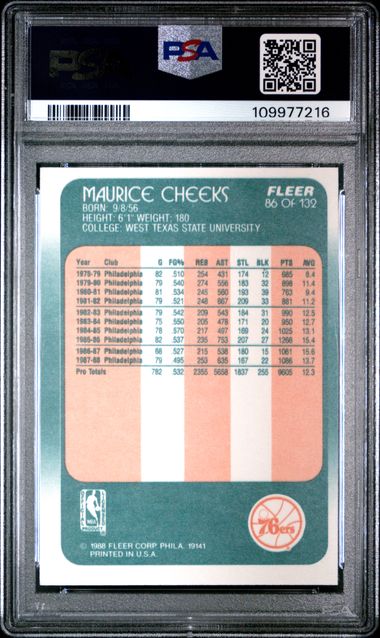 PSA
PSA
109977216
MAURICE CHEEKS
BORN: 9/8/56
HEIGHT: 6'1" WEIGHT: 180
COLLEGE: WEST TEXAS STATE UNIVERSITY
FLEER
86 OF 132
Year Club G FG% REB AST STL BLK PTS AVG
1978-79 Philadelphia 82 .510 254 431 174 12 685 8.4
1979-80 Philadelphia 79 .540 274 556 183 32 898 11.4
1980-81 Philadelphia 81 .534 245 560 193 39 763 9.4
1981-82 Philadelphia 79 .521 248 667 209 33 881 11.2
1982-83 Philadelphia 79 .542 209 543 184 31 990 12.5
1983-84 Philadelphia 75 .550 205 478 171 20 950 12.7
1984-85 Philadelphia 78 .570 217 497 169 24 1025 13.1
1985-86 Philadelphia 82 .537 235 753 207 27 1266 15.4
1986-87 Philadelphia 68 .527 215 538 180 15 1061 15.6
1987-88 Philadelphia 79 .495 253 635 167 22 1086 13.7
Pro Totals 782 .532 2355 5658 1837 255 9605 12.3
NBA
76ers
© 1988 FLEER CORP. PHILA. 19141
PRINTED IN U.S.A.